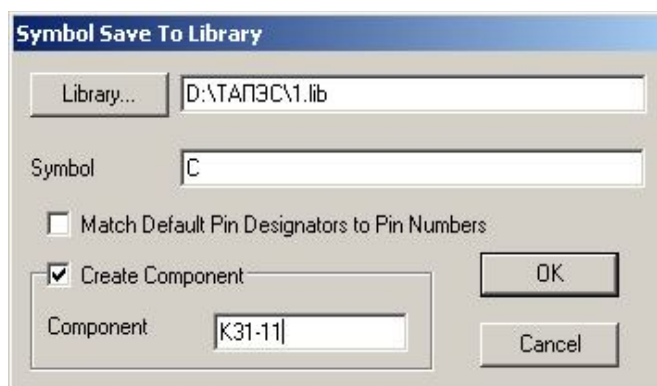 Symbol Save To Library
Library... D:\ТАПЭС\1.lib
Symbol C
Match Default Pin Designators to Pin Numbers
Create Component
OK
Component K31-11
Cancel